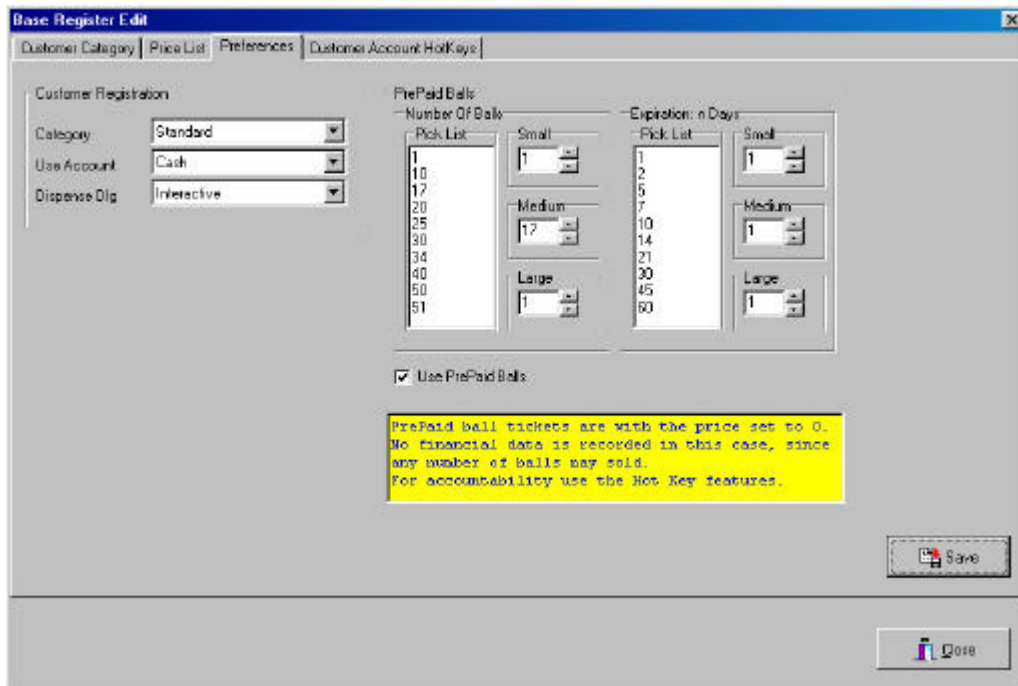 Base Register Edit
Customer Category
Price List
Preferences
Customer Account HotKeys
Customer Registration
Category
Standard
Use Account
Cash
Dispense Dlg
Interactive
PrePaid Balls
Number Of Balls
Pick List
1
10
17
20
25
30
34
40
50
51
Small
1
Medium
17
Large
1
Expiration: n Days
Pick List
1
2
5
7
10
14
21
30
45
60
Small
1
Medium
1
Large
1
Use PrePaid Balls
PrePaid ball tickets are with the price set to 0.
No financial data is recorded in this case, since
any number of balls may sold.
For accountability use the Hot Key features.
Save
Close